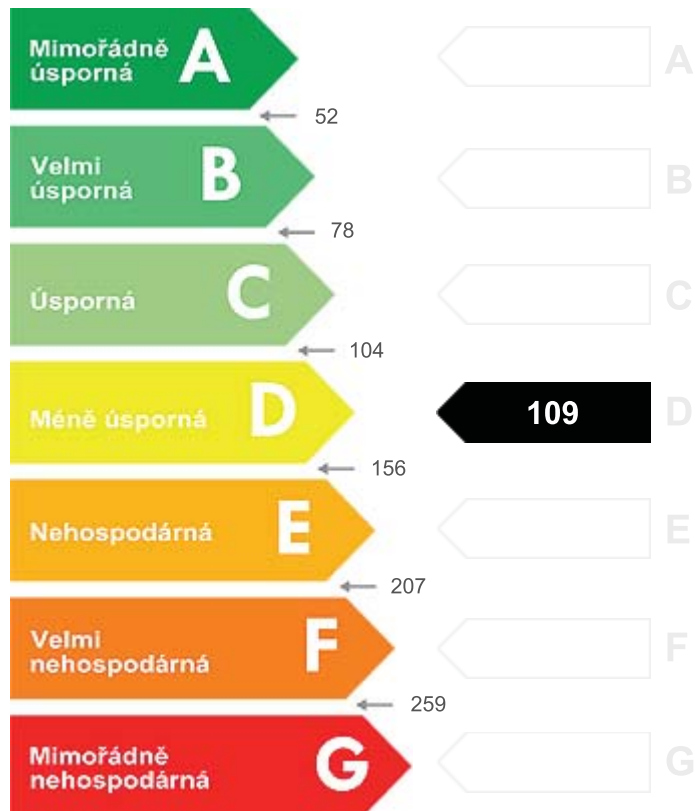 Mimořádně
úsporná
A
A
52
Velmi
úsporná
B
B
78
Úsporná
C
C
104
Méně úsporná
D
109
D
156
Nehospodárná
E
E
207
Velmi
nehospodárná
F
F
259
Mimořádně
nehospodárná
G
G